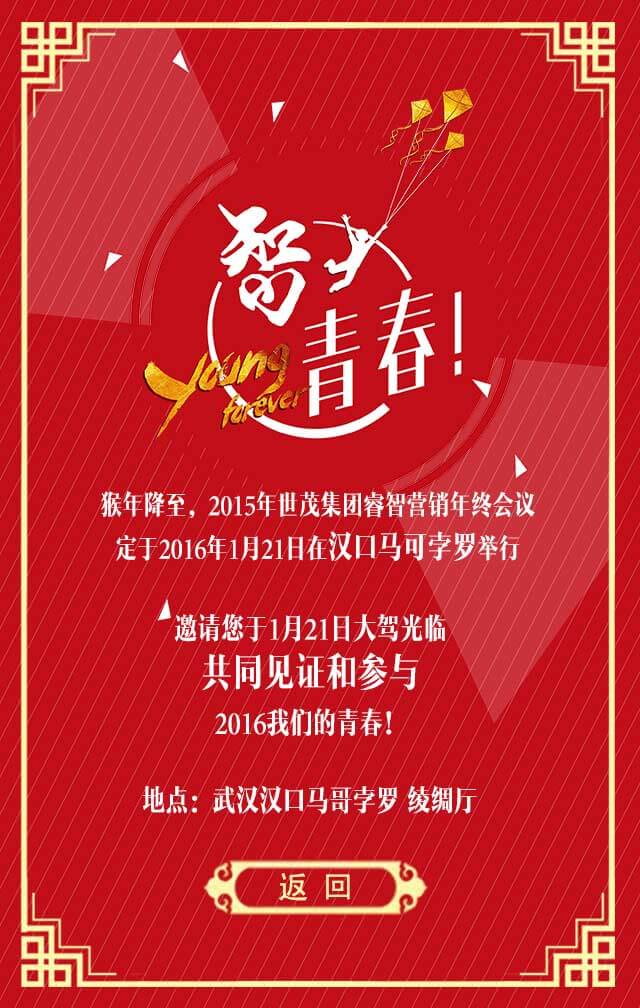 智
青春!
young
forever
猴年降至，2015年世茂集团睿智营销年终会议
定于2016年1月21日在汉口马可孛罗举行
邀请您于1月21日大驾光临
共同见证和参与
2016我们的青春!
地点：武汉汉口马哥孛罗 绫绸厅
返 回